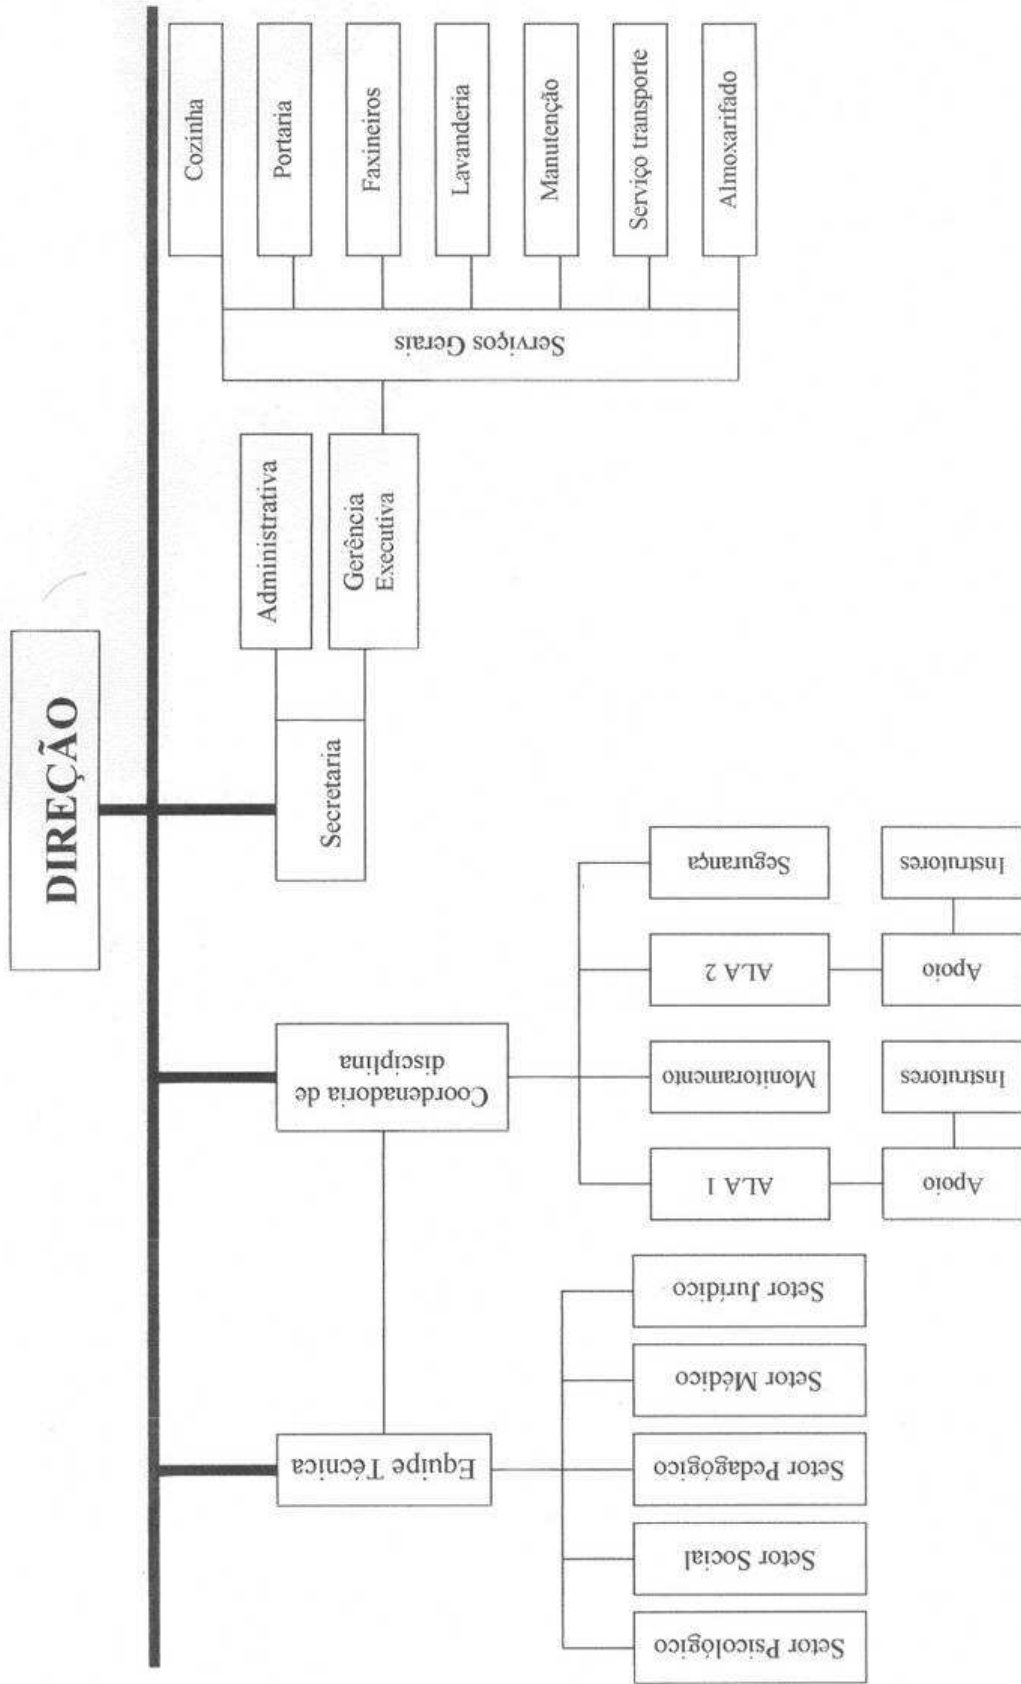 DIREÇÃO
Equipe Técnica
Coordenadoria de
disciplina
Secretaria
Administrativa
Gerência
Executiva
Serviços Gerais
Cozinha
Portaria
Faxineiros
Lavanderia
Manutenção
Serviço transporte
Almoxarifado
Setor Psicológico
Setor Social
Setor Pedagógico
Setor Médico
Setor Jurídico
ALA 1
Monitoramento
ALA 2
Segurança
Apoio
Instrutores
Apoio
Instrutores